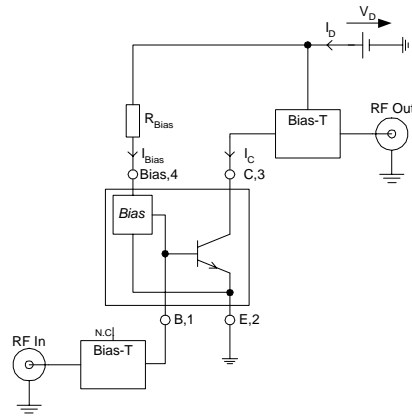 V_D
I_D
RF Out
Bias-T
R_Bias
I_Bias
I_C
Bias,4
C,3
Bias
B,1
E,2
RF In
N.C.
Bias-T